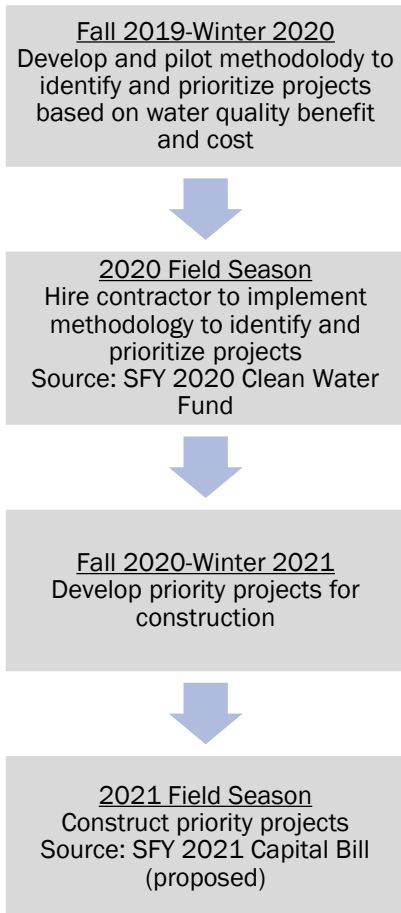 Fall 2019-Winter 2020
Develop and pilot methodolody to
identify and prioritize projects
based on water quality benefit
and cost
2020 Field Season
Hire contractor to implement
methodology to identify and
prioritize projects
Source: SFY 2020 Clean Water
Fund
Fall 2020-Winter 2021
Develop priority projects for
construction
2021 Field Season
Construct priority projects
Source: SFY 2021 Capital Bill
(proposed)